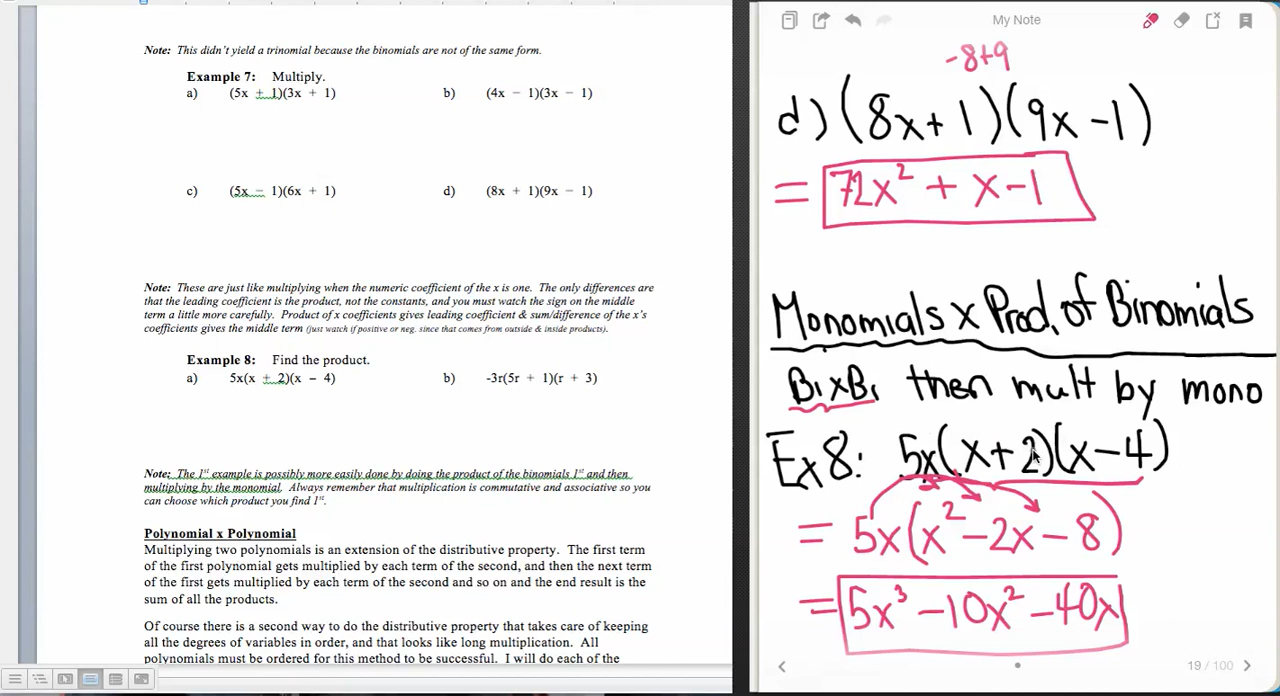 Note: This didn't yield a trinomial because the binomials are not of the same form.
Example 7: Multiply.
a) (5x + 1)(3x + 1) b) (4x − 1)(3x − 1)
c) (5x − 1)(6x + 1) d) (8x + 1)(9x − 1)
Note: These are just like multiplying when the numeric coefficient of the x is one. The only differences are
that the leading coefficient is the product, not the constants, and you must watch the sign on the middle
term a little more carefully. Product of x coefficients gives leading coefficient & sum/difference of the x's
coefficients gives the middle term (just watch if positive or neg. since that comes from outside & inside products).
Example 8: Find the product.
a) 5x(x + 2)(x − 4) b) -3r(5r + 1)(r + 3)
Note: The 1st example is possibly more easily done by doing the product of the binomials 1st and then
multiplying by the monomial. Always remember that multiplication is commutative and associative so you
can choose which product you find 1st.
Polynomial x Polynomial
Multiplying two polynomials is an extension of the distributive property. The first term
of the first polynomial gets multiplied by each term of the second, and then the next term
of the first gets multiplied by each term of the second and so on and the end result is the
sum of all the products.
Of course there is a second way to do the distributive property that takes care of keeping
all the degrees of variables in order, and that looks like long multiplication. All
polynomials must be ordered for this method to be successful. I will do each of the
My Note
-8+9
d) (8x+1)(9x-1)
= 72x² + x-1
Monomials x Prod. of Binomials
Bi x Bi then mult by mono
Ex 8: 5x(x+2)(x-4)
= 5x(x²-2x-8)
= 5x³ -10x² -40x
19 / 100